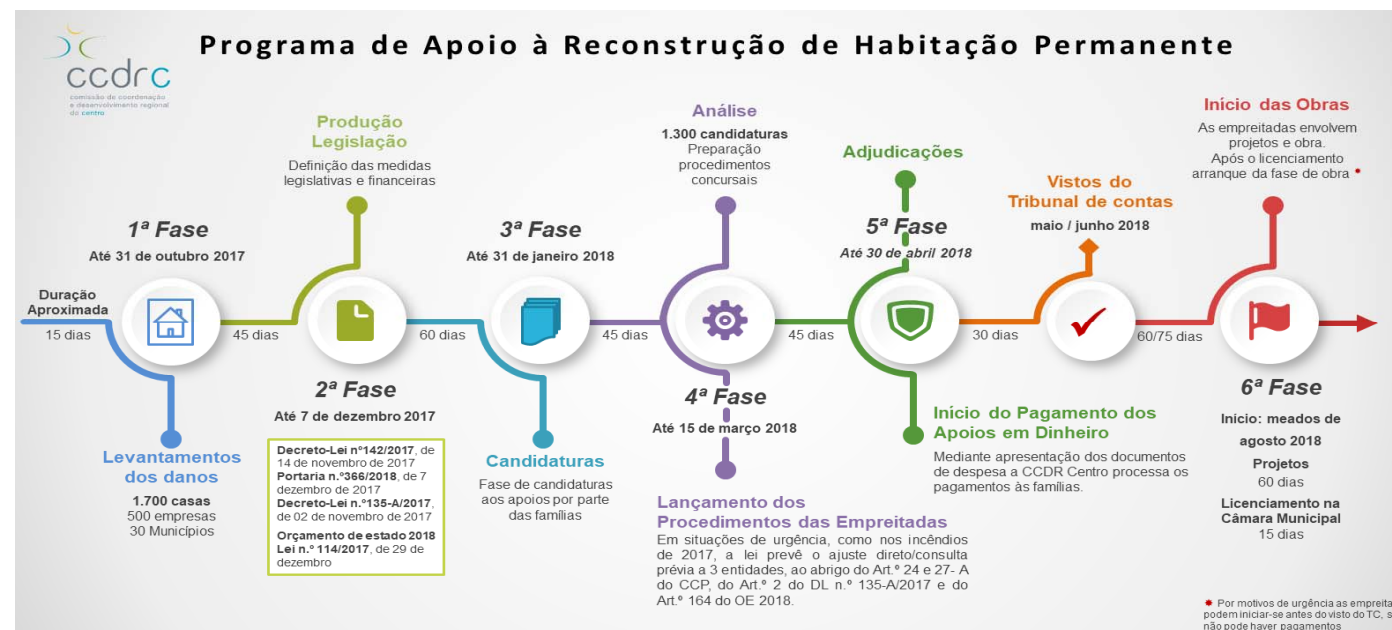 Programa de Apoio à Reconstrução de Habitação Permanente
ccdrc
comissão de coordenação
e desenvolvimento regional
do centro
Duração
Aproximada
15 dias
1ª Fase
Até 31 de outubro 2017
Levantamentos
dos danos
1.700 casas
500 empresas
30 Municípios
45 dias
Produção
Legislação
Definição das medidas
legislativas e financeiras
2ª Fase
Até 7 de dezembro 2017
Decreto-Lei nº142/2017, de
14 de novembro de 2017
Portaria n.º366/2018, de 7
dezembro de 2017
Decreto-Lei n.º135-A/2017,
de 02 de novembro de 2017
Orçamento de estado 2018
Lei n.º 114/2017, de 29 de
dezembro
60 dias
3ª Fase
Até 31 de janeiro 2018
Candidaturas
Fase de candidaturas
aos apoios por parte
das famílias
45 dias
Análise
1.300 candidaturas
Preparação
procedimentos
concursais
4ª Fase
Até 15 de março 2018
Lançamento dos
Procedimentos das Empreitadas
Em situações de urgência, como nos incêndios
de 2017, a lei prevê o ajuste direto/consulta
prévia a 3 entidades, ao abrigo do Art.º 24 e 27- A
do CCP, do Art.º 2 do DL n.º 135-A/2017 e do
Art.º 164 do OE 2018.
45 dias
Adjudicações
5ª Fase
Até 30 de abril 2018
Início do Pagamento dos
Apoios em Dinheiro
Mediante apresentação dos documentos
de despesa a CCDR Centro processa os
pagamentos às famílias.
30 dias
Vistos do
Tribunal de contas
maio / junho 2018
60/75 dias
Início das Obras
As empreitadas envolvem
projetos e obra.
Após o licenciamento
arranque da fase de obra *
6ª Fase
Início: meados de
agosto 2018
Projetos
60 dias
Licenciamento na
Câmara Municipal
15 dias
* Por motivos de urgência as empreita
podem iniciar-se antes do visto do TC, s
não pode haver pagamentos